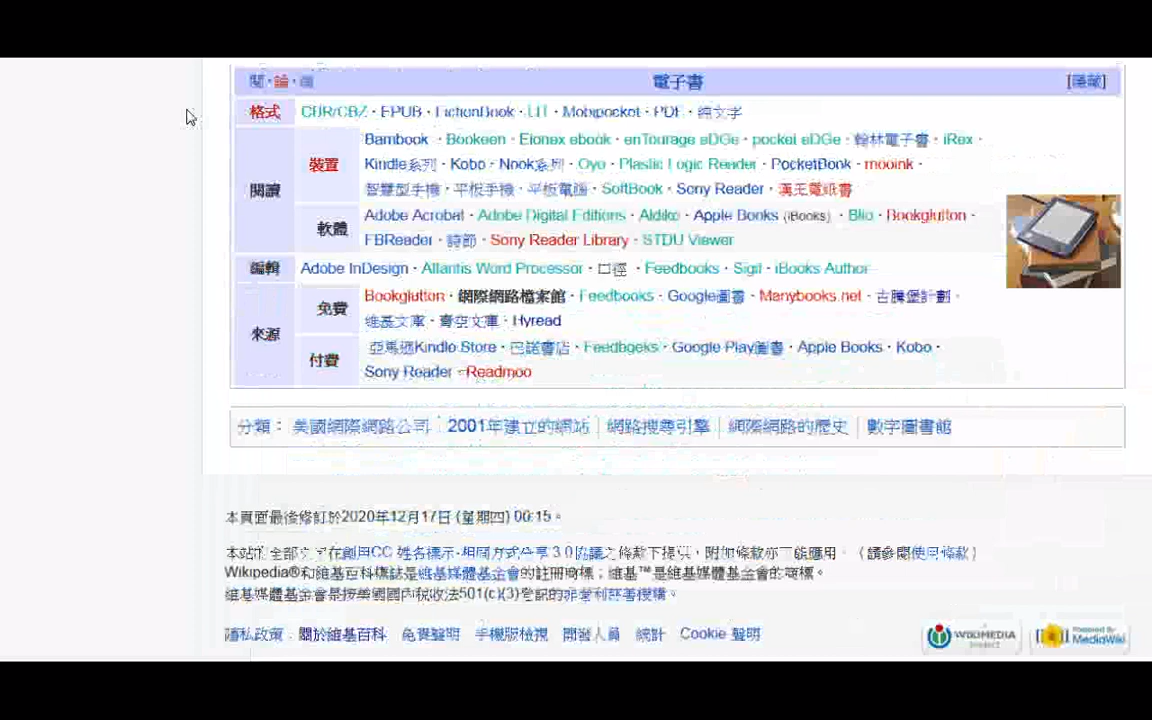 閱·論·編 電子書 [隱藏]
格式 CBR/CBZ · EPUB · FictionBook · LIT · Mobipocket · PDF · 純文字
Bambook · Bookeen · Elonex ebook · enTourage eDGe · pocket eDGe · 翰林電子書 · iRex ·
裝置 Kindle系列 · Kobo · Nook系列 · Oyo · Plastic Logic Reader · PocketBook · mooink ·
閱讀 智慧型手機 · 平板手機 · 平板電腦 · SoftBook · Sony Reader · 漢王電紙書
軟體 Adobe Acrobat · Adobe Digital Editions · Aldiko · Apple Books (iBooks) · Blio · Bookglutton ·
FBReader · 詩節 · Sony Reader Library · STDU Viewer
編輯 Adobe InDesign · Atlantis Word Processor · 口徑 · Feedbooks · Sigil · iBooks Author
來源 免費 Bookglutton · 網際網路檔案館 · Feedbooks · Google圖書 · Manybooks.net · 古騰堡計劃 ·
維基文庫 · 青空文庫 · Hyread
付費 亞馬遜Kindle Store · 巴諾書店 · Feedbgeks · Google Play圖書 · Apple Books · Kobo ·
Sony Reader · Readmoo
分類： 美國網際網路公司 | 2001年建立的網站 | 網路搜尋引擎 | 網際網路的歷史 | 數字圖書館
本頁面最後修訂於2020年12月17日 (星期四) 00:15。
本站的全部文字在創用CC 姓名標示-相同方式分享 3.0協議之條款下提供，附加條款亦可能應用。（請參閱使用條款）
Wikipedia®和維基百科標誌是維基媒體基金會的註冊商標；維基™是維基媒體基金會的商標。
維基媒體基金會是按美國國內稅收法501(c)(3)登記的非營利慈善機構。
隱私政策 關於維基百科 免責聲明 手機版檢視 開發人員 統計 Cookie 聲明
A WIKIMEDIA PROJECT Powered By MediaWiki